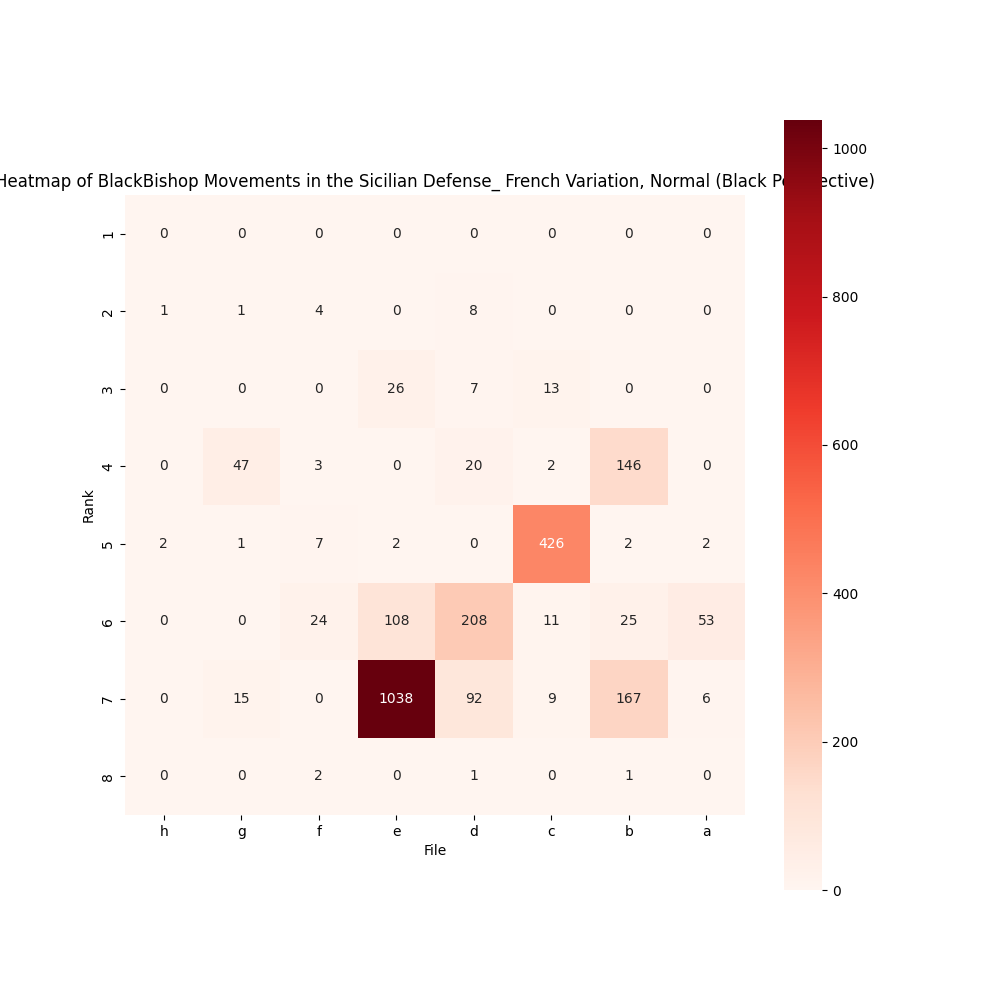 Heatmap of BlackBishop Movements in the Sicilian Defense_ French Variation, Normal (Black P ective)
1 0 0 0 0 0 0 0 0
2 1 1 4 0 8 0 0 0
3 0 0 0 26 7 13 0 0
4 0 47 3 0 20 2 146 0
Rank
5 2 1 7 2 0 426 2 2
6 0 0 24 108 208 11 25 53
7 0 15 0 1038 92 9 167 6
8 0 0 2 0 1 0 1 0
h g f e d c b a
File
1000
800
600
400
200
0